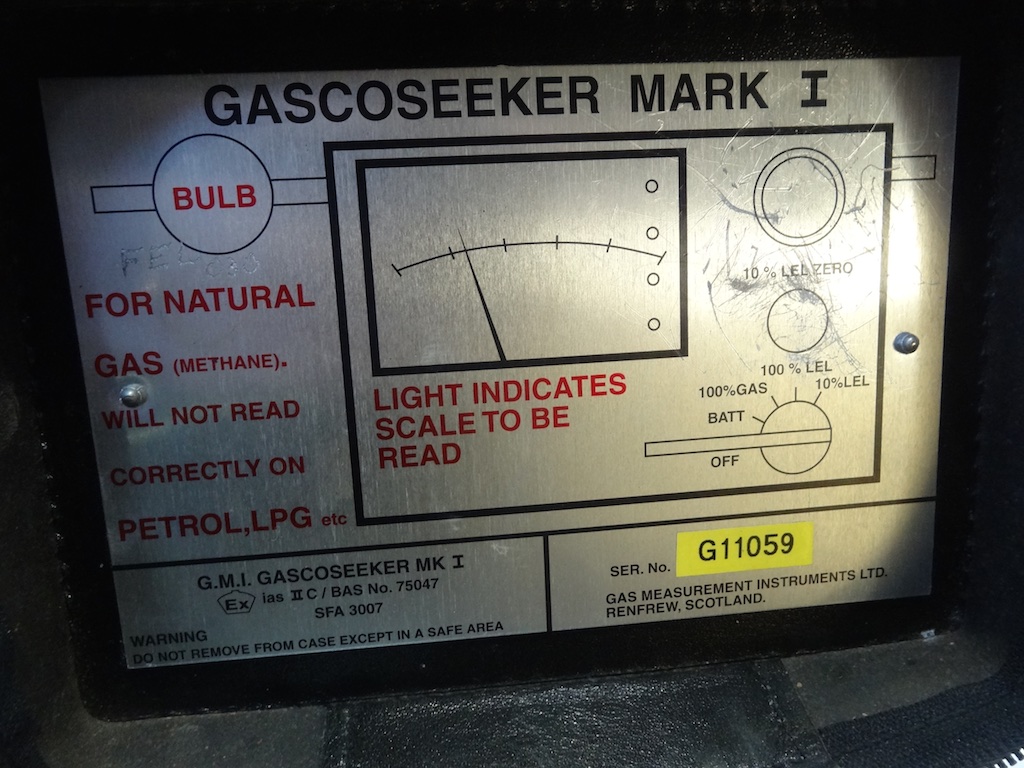 GASCOSEEKER MARK I
BULB
FOR NATURAL
GAS (METHANE).
WILL NOT READ
CORRECTLY ON
PETROL,LPG etc
LIGHT INDICATES
SCALE TO BE
READ
10 % LEL ZERO
100 % LEL
100%GAS
10%LEL
BATT
OFF
G.M.I. GASCOSEEKER MK I
Ex ias II C / BAS No. 75047
SFA 3007
WARNING
DO NOT REMOVE FROM CASE EXCEPT IN A SAFE AREA
SER. No. G11059
GAS MEASUREMENT INSTRUMENTS LTD.
RENFREW, SCOTLAND.